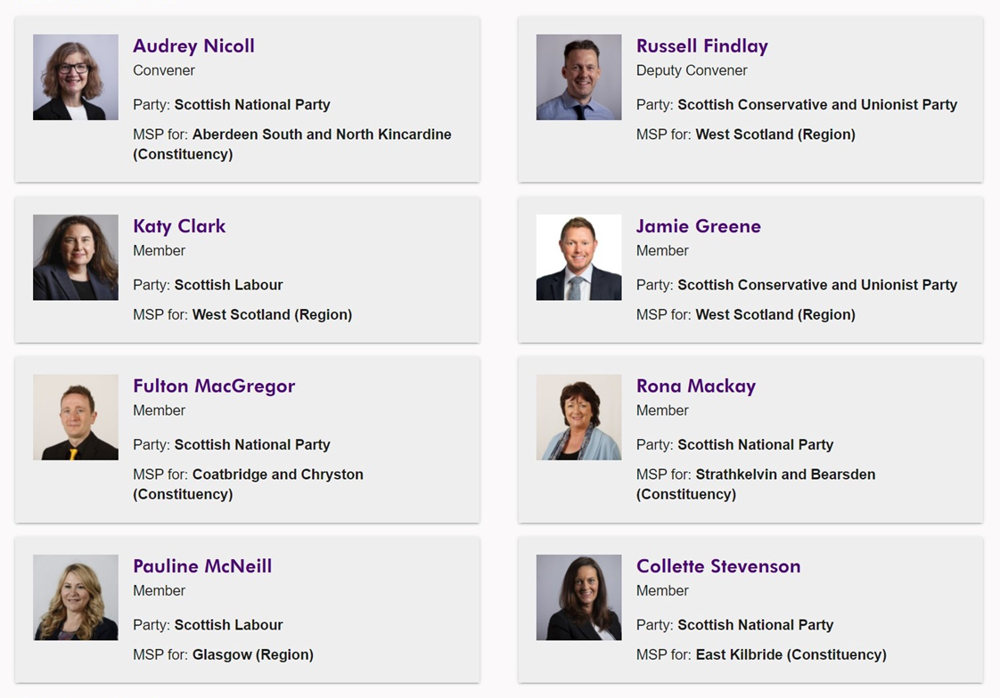 Audrey Nicoll
Convener
Party: Scottish National Party
MSP for: Aberdeen South and North Kincardine
(Constituency)
Russell Findlay
Deputy Convener
Party: Scottish Conservative and Unionist Party
MSP for: West Scotland (Region)
Katy Clark
Member
Party: Scottish Labour
MSP for: West Scotland (Region)
Jamie Greene
Member
Party: Scottish Conservative and Unionist Party
MSP for: West Scotland (Region)
Fulton MacGregor
Member
Party: Scottish National Party
MSP for: Coatbridge and Chryston
(Constituency)
Rona Mackay
Member
Party: Scottish National Party
MSP for: Strathkelvin and Bearsden
(Constituency)
Pauline McNeill
Member
Party: Scottish Labour
MSP for: Glasgow (Region)
Collette Stevenson
Member
Party: Scottish National Party
MSP for: East Kilbride (Constituency)